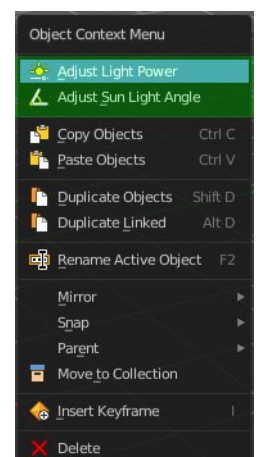 Object Context Menu
Adjust Light Power
Adjust Sun Light Angle
Copy Objects Ctrl C
Paste Objects Ctrl V
Duplicate Objects Shift D
Duplicate Linked Alt D
Rename Active Object F2
Mirror
Snap
Parent
Move to Collection
Insert Keyframe I
Delete